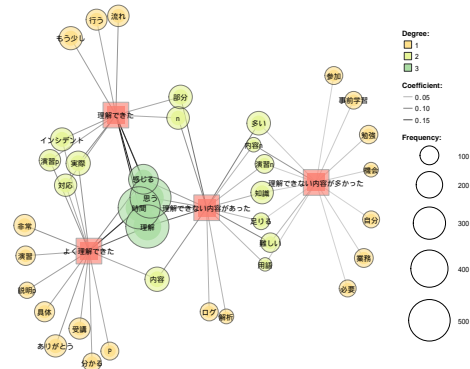 流れ
行う
もう少し
理解できた
部分
n
インシデント
演習p
実際
対応
感じる
思う
時間
理解
多い
内容n
演習n
知識
足りる
難しい
用語
参加
事前学習
勉強
機会
理解できない内容が多かった
理解できない内容があった
自分
業務
必要
非常
よく理解できた
演習
説明p
内容
具体
受講
ありがとう
分かる
P
ログ
解析
Degree:
1
2
3
Coefficient:
0.05
0.10
0.15
Frequency:
100
200
300
400
500